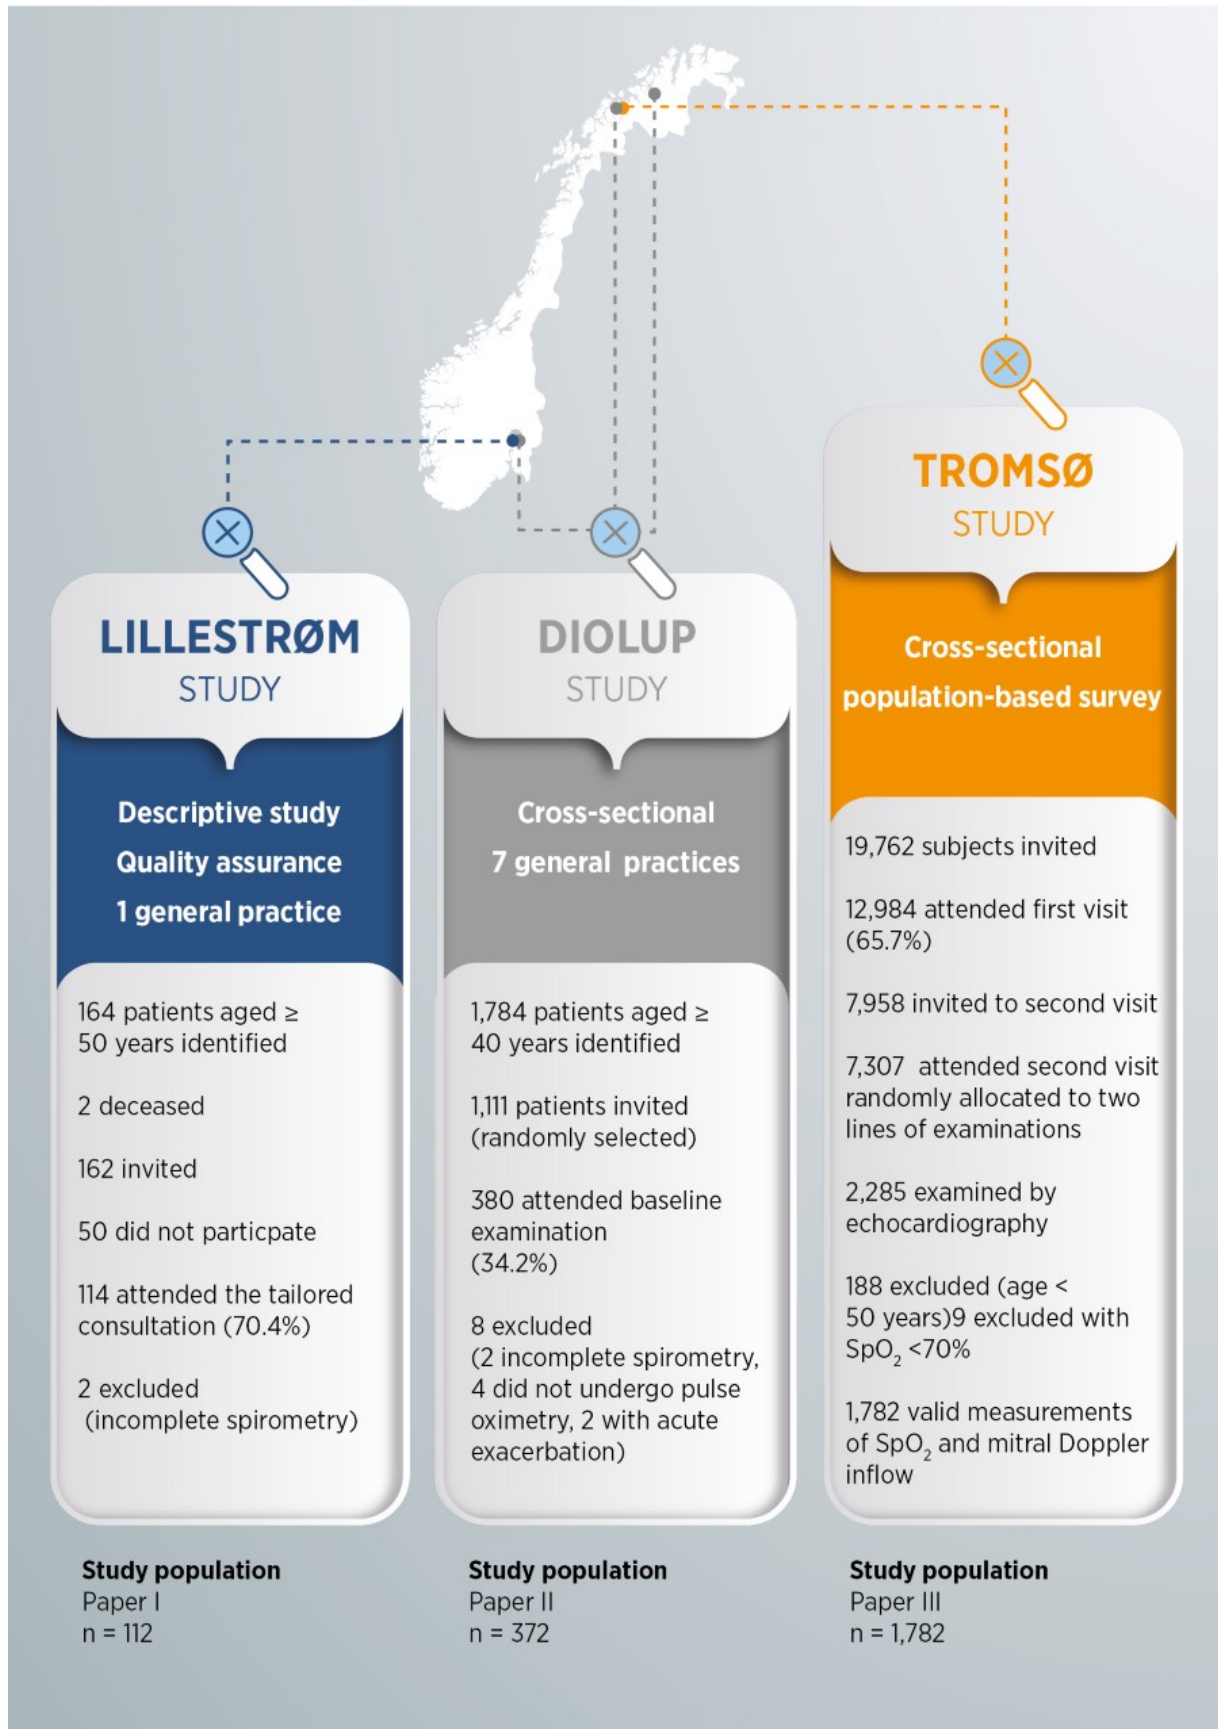 LILLESTRØM
STUDY
Descriptive study
Quality assurance
1 general practice
164 patients aged ≥
50 years identified
2 deceased
162 invited
50 did not particpate
114 attended the tailored
consultation (70.4%)
2 excluded
(incomplete spirometry)
Study population
Paper I
n = 112
DIOLUP
STUDY
Cross-sectional
7 general practices
1,784 patients aged ≥
40 years identified
1,111 patients invited
(randomly selected)
380 attended baseline
examination
(34.2%)
8 excluded
(2 incomplete spirometry,
4 did not undergo pulse
oximetry, 2 with acute
exacerbation)
Study population
Paper II
n = 372
TROMSØ
STUDY
Cross-sectional
population-based survey
19,762 subjects invited
12,984 attended first visit
(65.7%)
7,958 invited to second visit
7,307 attended second visit
randomly allocated to two
lines of examinations
2,285 examined by
echocardiography
188 excluded (age <
50 years)9 excluded with
SpO₂ <70%
1,782 valid measurements
of SpO₂ and mitral Doppler
inflow
Study population
Paper III
n = 1,782